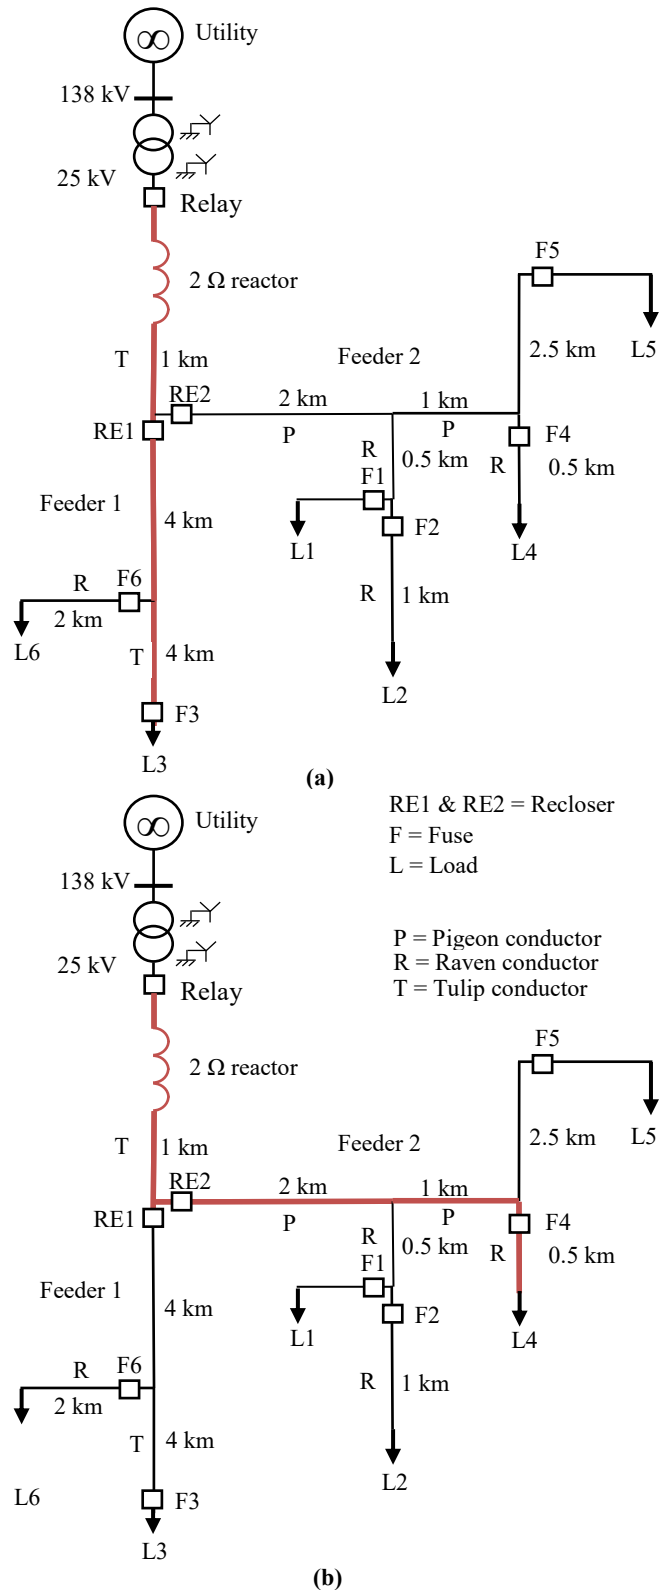 ∞ Utility
138 kV
25 kV
Relay
F5
2 Ω reactor
L5
2.5 km
T 1 km
Feeder 2
RE2
2 km
1 km
RE1
P
P
F4
R
0.5 km
R
0.5 km
F1
Feeder 1
4 km
L1
F2
L4
R
F6
R
1 km
2 km
L6
T
4 km
L2
F3
L3
(a)
RE1 & RE2 = Recloser
∞ Utility
F = Fuse
L = Load
138 kV
P = Pigeon conductor
25 kV
R = Raven conductor
Relay
T = Tulip conductor
F5
2 Ω reactor
L5
2.5 km
T 1 km
Feeder 2
RE2
2 km
1 km
RE1
P
P
F4
R
0.5 km
R
0.5 km
F1
Feeder 1
4 km
L1
F2
L4
R
F6
R
1 km
2 km
T
4 km
L2
L6
F3
L3
(b)